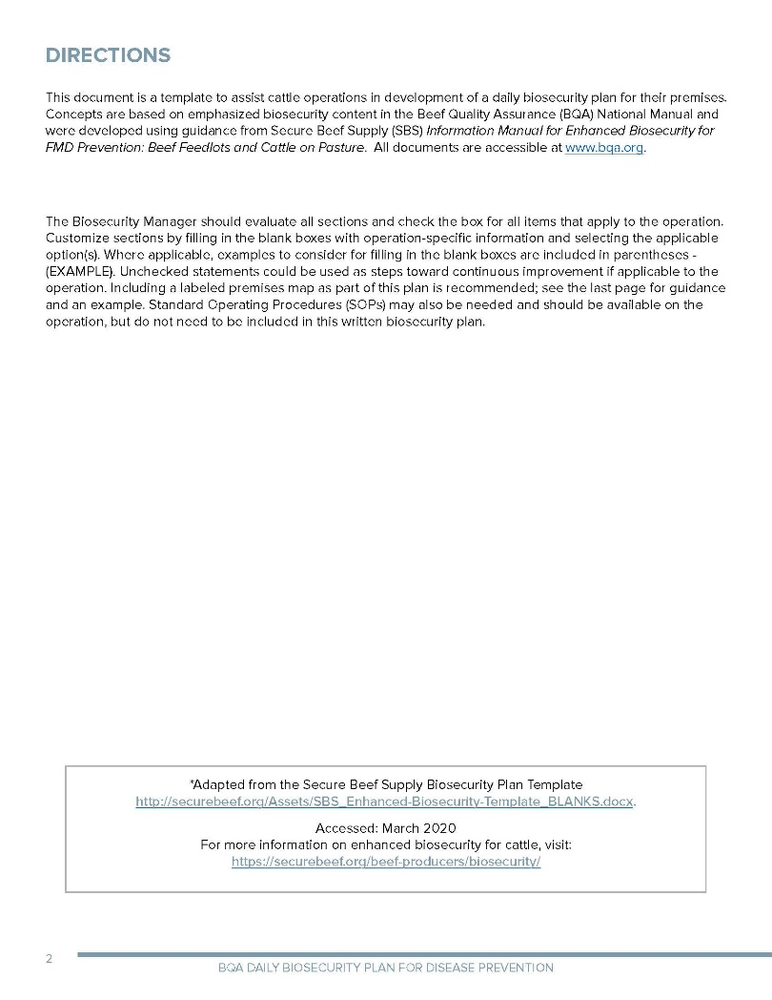 DIRECTIONS
This document is a template to assist cattle operations in development of a daily biosecurity plan for their premises.
Concepts are based on emphasized biosecurity content in the Beef Quality Assurance (BQA) National Manual and
were developed using guidance from Secure Beef Supply (SBS) Information Manual for Enhanced Biosecurity for
FMD Prevention: Beef Feedlots and Cattle on Pasture. All documents are accessible at www.bqa.org.
The Biosecurity Manager should evaluate all sections and check the box for all items that apply to the operation.
Customize sections by filling in the blank boxes with operation-specific information and selecting the applicable
option(s). Where applicable, examples to consider for filling in the blank boxes are included in parentheses -
(EXAMPLE). Unchecked statements could be used as steps toward continuous improvement if applicable to the
operation. Including a labeled premises map as part of this plan is recommended; see the last page for guidance
and an example. Standard Operating Procedures (SOPs) may also be needed and should be available on the
operation, but do not need to be included in this written biosecurity plan.
*Adapted from the Secure Beef Supply Biosecurity Plan Template
http://securebeef.org/Assets/SBS_Enhanced-Biosecurity-Template_BLANKS.docx.
Accessed: March 2020
For more information on enhanced biosecurity for cattle, visit:
https://securebeef.org/beef-producers/biosecurity/
2
BQA DAILY BIOSECURITY PLAN FOR DISEASE PREVENTION